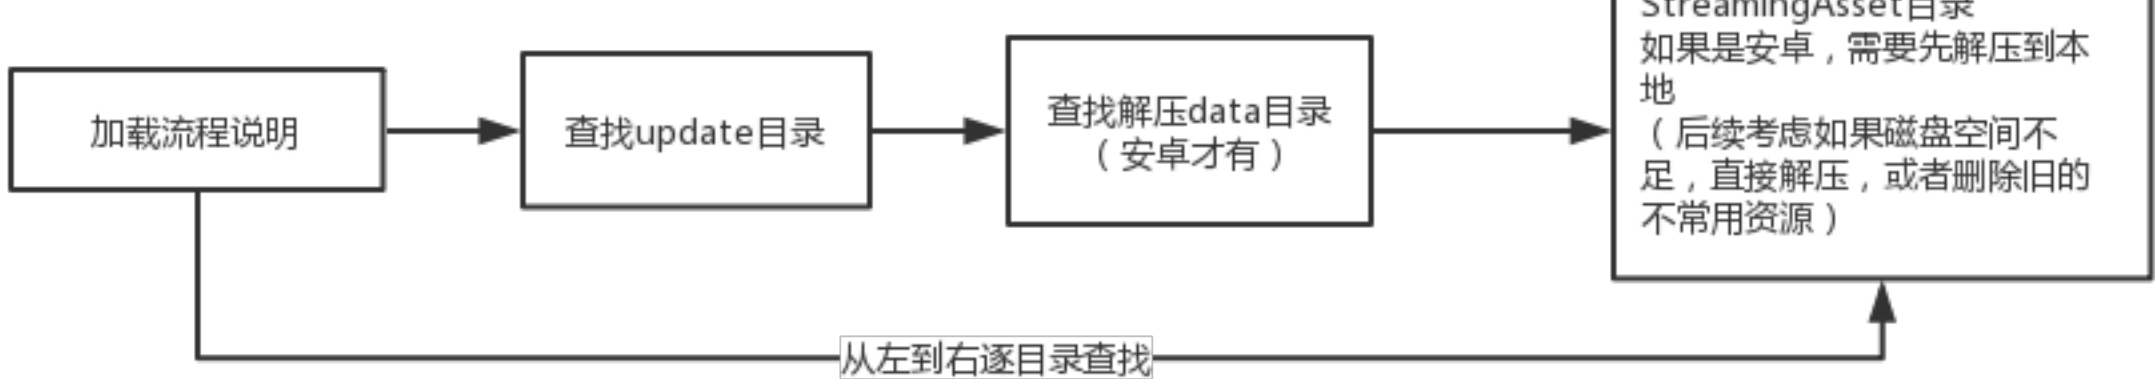 加载流程说明
查找update目录
查找解压data目录
（安卓才有）
StreamingAsset目录
如果是安卓，需要先解压到本
地
（后续考虑如果磁盘空间不
足，直接解压，或者删除旧的
不常用资源）
从左到右逐目录查找